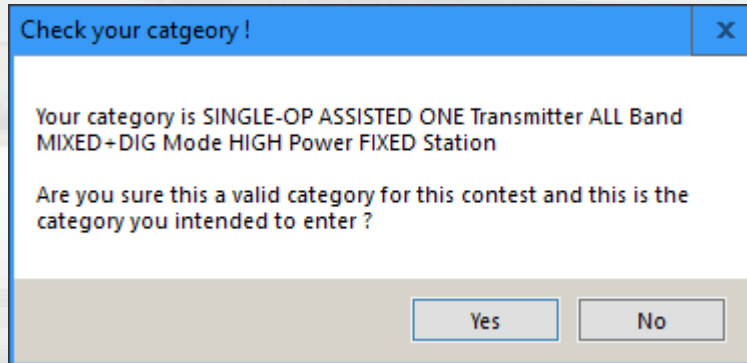 Check your catgeory !
x
Your category is SINGLE-OP ASSISTED ONE Transmitter ALL Band
MIXED+DIG Mode HIGH Power FIXED Station
Are you sure this a valid category for this contest and this is the
category you intended to enter ?
Yes
No